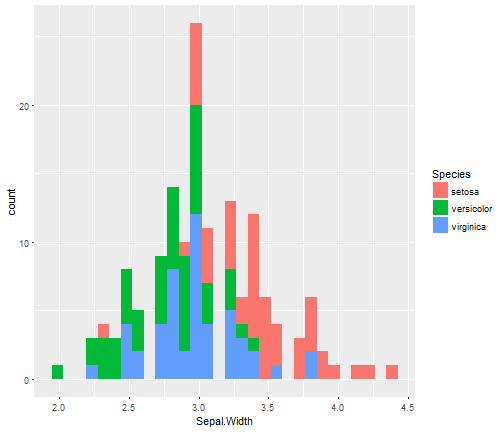 20
10
0
count
2.0 2.5 3.0 3.5 4.0 4.5
Sepal.Width
Species
setosa
versicolor
virginica